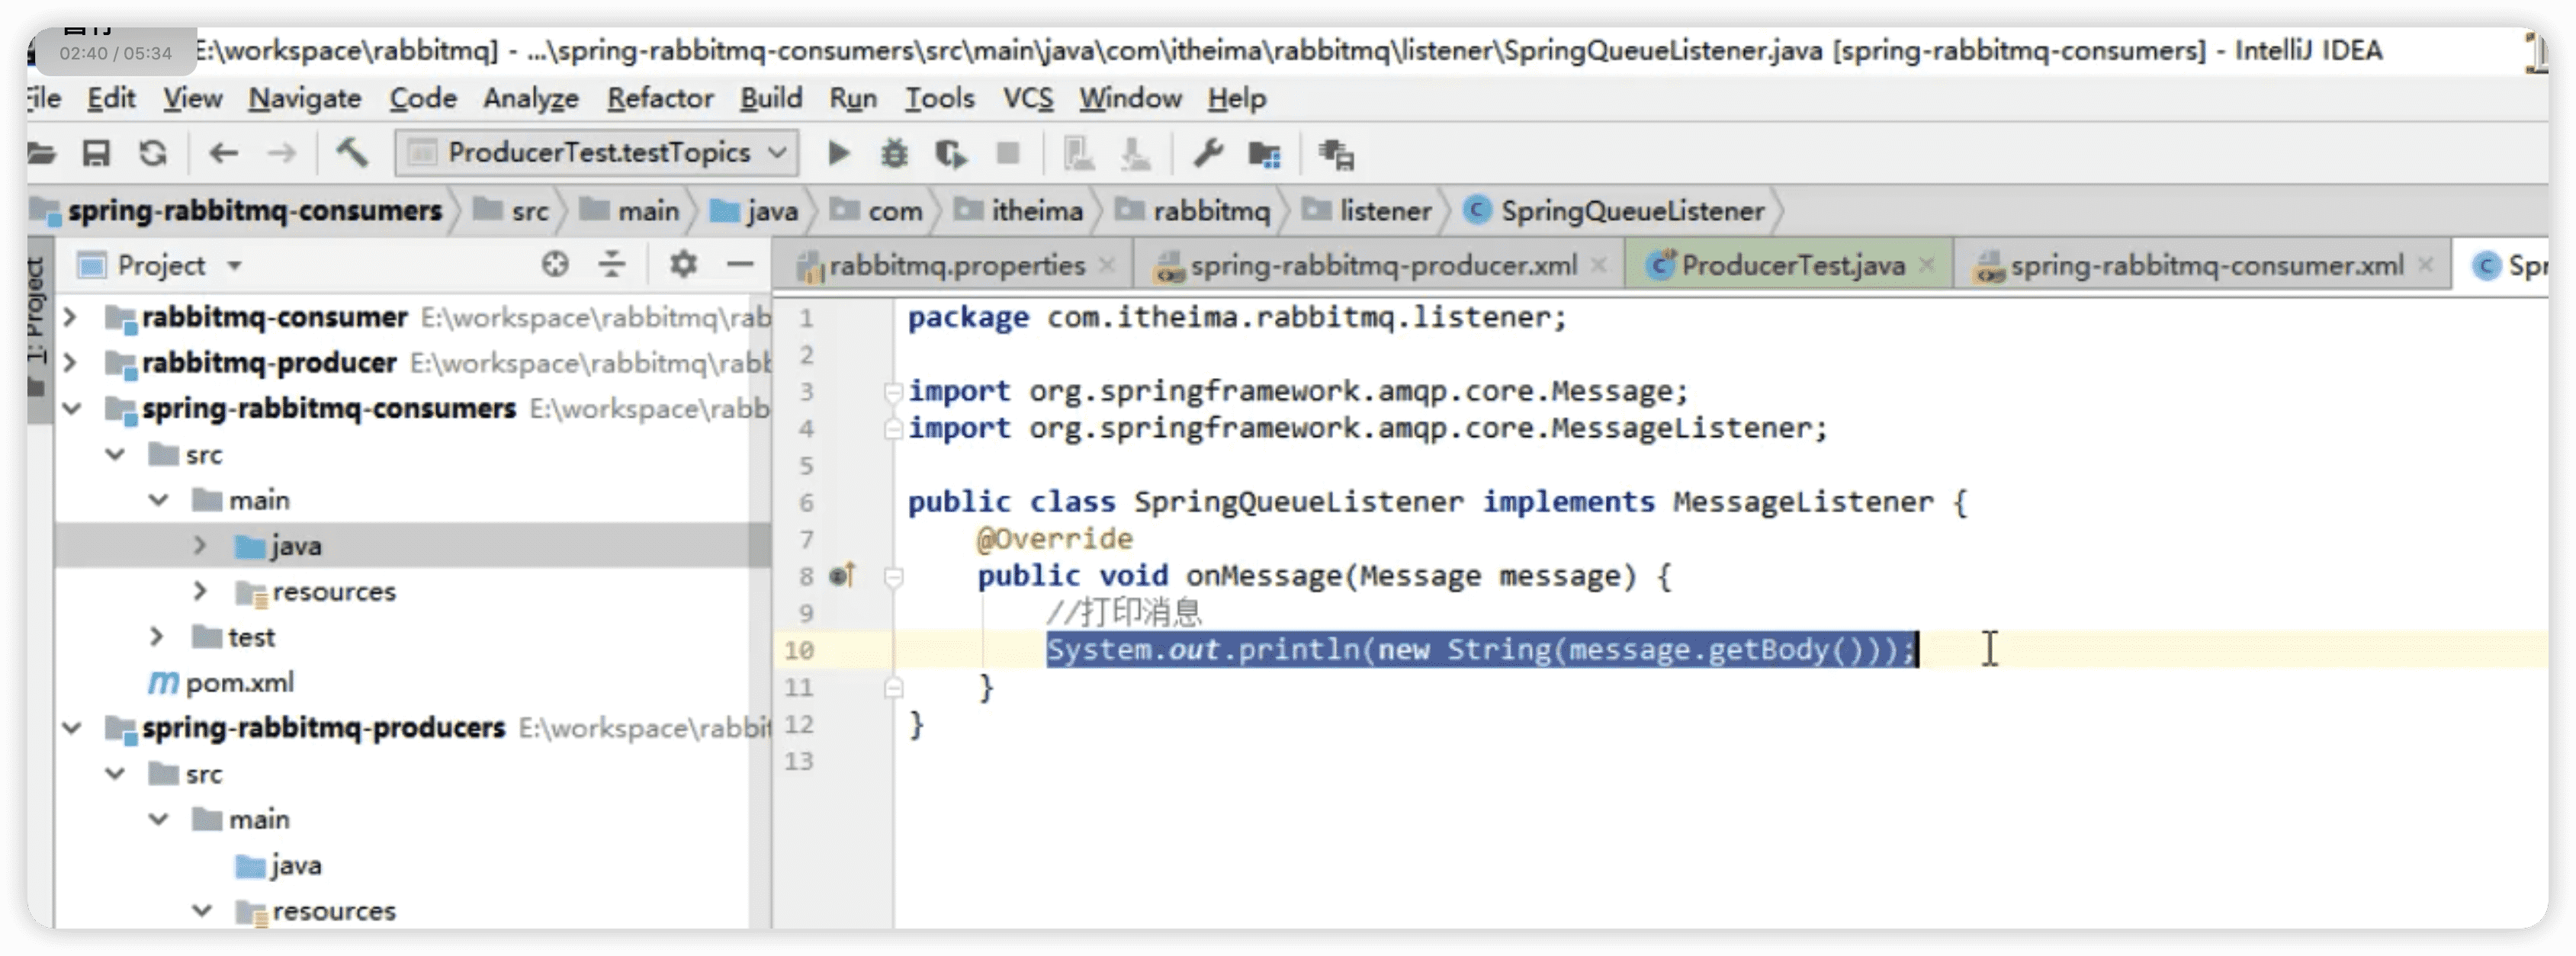 02:40 / 05:34
E:\workspace\rabbitmq] - ...\spring-rabbitmq-consumers\src\main\java\com\itheima\rabbitmq\listener\SpringQueueListener.java [spring-rabbitmq-consumers] - IntelliJ IDEA
File Edit View Navigate Code Analyze Refactor Build Run Tools VCS Window Help
ProducerTest.testTopics
spring-rabbitmq-consumers src main java com itheima rabbitmq listener SpringQueueListener
1: Project
Project
rabbitmq.properties spring-rabbitmq-producer.xml ProducerTest.java spring-rabbitmq-consumer.xml Spr
rabbitmq-consumer E:\workspace\rabbitmq\rab
rabbitmq-producer E:\workspace\rabbitmq\rabb
spring-rabbitmq-consumers E:\workspace\rabb
src
main
java
resources
test
pom.xml
spring-rabbitmq-producers E:\workspace\rabbit
src
main
java
resources
1 package com.itheima.rabbitmq.listener;
2
3 import org.springframework.amqp.core.Message;
4 import org.springframework.amqp.core.MessageListener;
5
6 public class SpringQueueListener implements MessageListener {
7 @Override
8 public void onMessage(Message message) {
9 //打印消息
10 System.out.println(new String(message.getBody()));
11 }
12 }
13